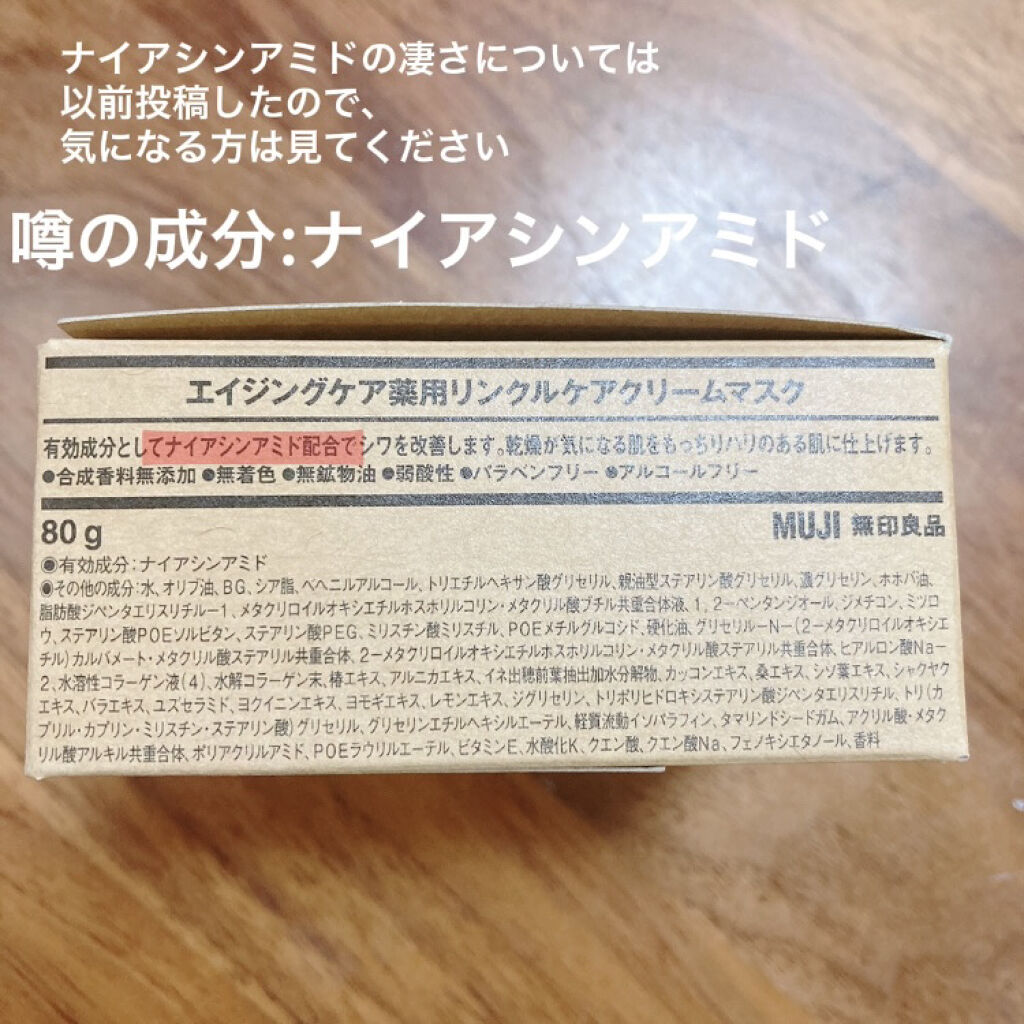 ナイアシンアミドの凄さについては
以前投稿したので、
気になる方は見てください
噂の成分:ナイアシンアミド
エイジングケア薬用リンクルケアクリームマスク
有効成分としてナイアシンアミド配合でシワを改善します。乾燥が気になる肌をもっちりハリのある肌に仕上げます。
●合成香料無添加 ●無着色 ●無鉱物油 ●弱酸性 ●パラベンフリー ●アルコールフリー
80g
MUJI 無印良品
●有効成分:ナイアシンアミド
●その他の成分:水、オリブ油、BG、シア脂、ベヘニルアルコール、トリエチルヘキサン酸グリセリル、親油型ステアリン酸グリセリル、濃グリセリン、ホホバ油、
脂肪酸ジペンタエリスリチル－1、メタクリロイルオキシエチルホスホリルコリン・メタクリル酸ブチル共重合体液、1，2－ペンタンジオール、ジメチコン、ミツロ
ウ、ステアリン酸POEソルビタン、ステアリン酸PEG、ミリスチン酸ミリスチル、POEメチルグルコシド、硬化油、グリセリル－N－(2－メタクリロイルオキシエ
チル)カルバメート・メタクリル酸ステアリル共重合体、2－メタクリロイルオキシエチルホスホリルコリン・メタクリル酸ステアリル共重合体、ヒアルロン酸Na－
2、水溶性コラーゲン液(4)、水解コラーゲン末、椿エキス、アルニカエキス、イネ出穂前葉抽出加水分解物、カッコンエキス、桑エキス、シソ葉エキス、シャクヤク
エキス、バラエキス、ユズセラミド、ヨクイニンエキス、ヨモギエキス、レモンエキス、ジグリセリン、トリポリヒドロキシステアリン酸ジペンタエリスリチル、トリ(カ
プリル・カプリン・ミリスチン・ステアリン酸)グリセリル、グリセリンエチルヘキシルエーテル、軽質流動イソパラフィン、タマリンドシードガム、アクリル酸・メタク
リル酸アルキル共重合体、ポリアクリルアミド、POEラウリルエーテル、ビタミンE、水酸化K、クエン酸、クエン酸Na、フェノキシエタノール、香料